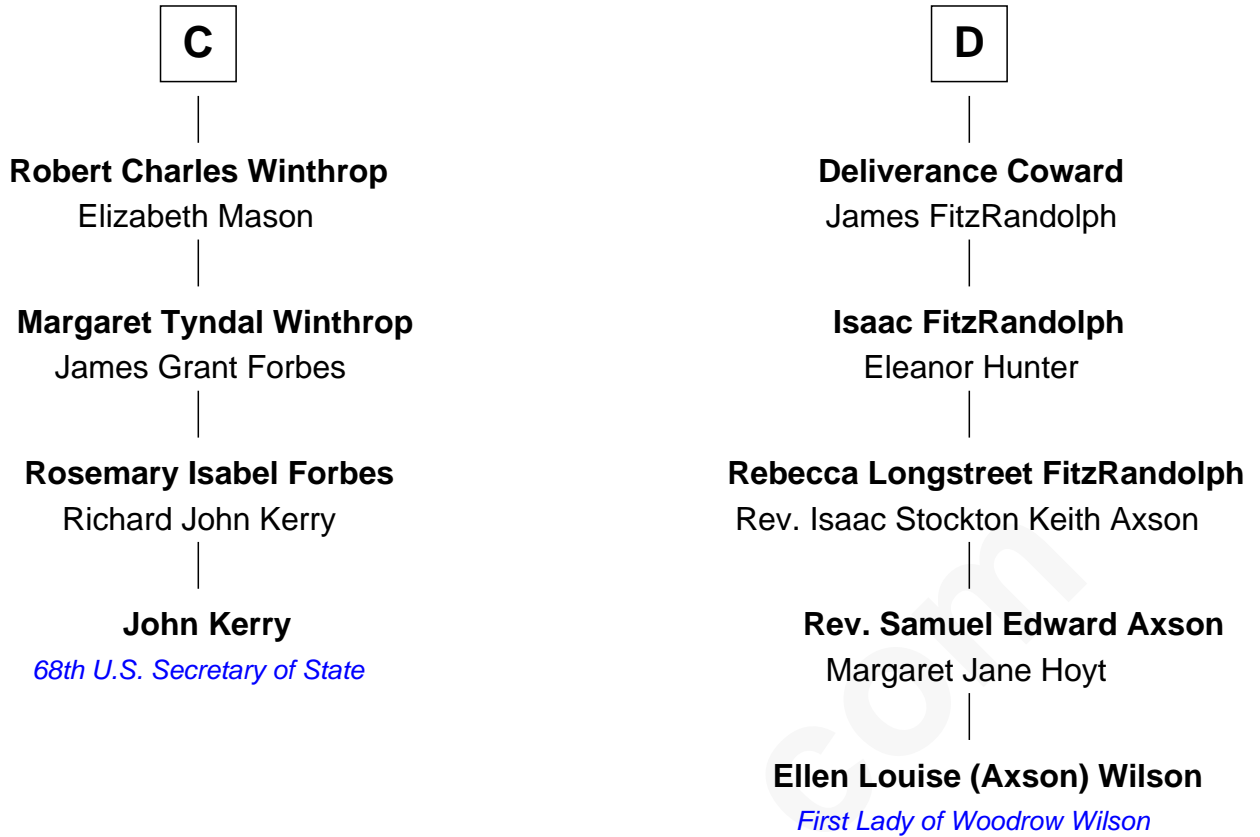 C
Robert Charles Winthrop
Elizabeth Mason
Margaret Tyndal Winthrop
James Grant Forbes
Rosemary Isabel Forbes
Richard John Kerry
John Kerry
68th U.S. Secretary of State
D
Deliverance Coward
James FitzRandolph
Isaac FitzRandolph
Eleanor Hunter
Rebecca Longstreet FitzRandolph
Rev. Isaac Stockton Keith Axson
Rev. Samuel Edward Axson
Margaret Jane Hoyt
Ellen Louise (Axson) Wilson
First Lady of Woodrow Wilson
com